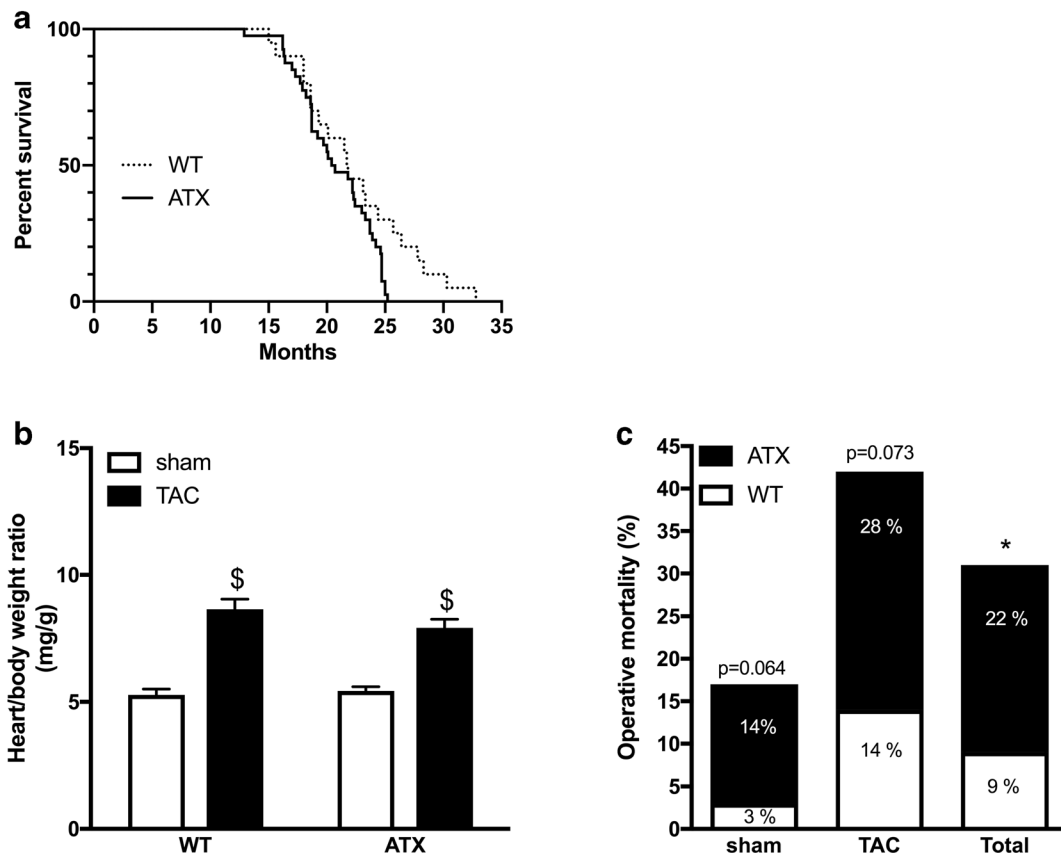 a
Percent survival
100
50
0
WT
ATX
0 5 10 15 20 25 30 35
Months
b
Heart/body weight ratio
(mg/g)
15
10
5
0
sham
TAC
$
$
WT ATX
c
Operative mortality (%)
45
40
35
30
25
20
15
10
5
0
ATX
WT
p=0.073
28 %
*
22 %
p=0.064
14%
14 %
9 %
3 %
sham TAC Total